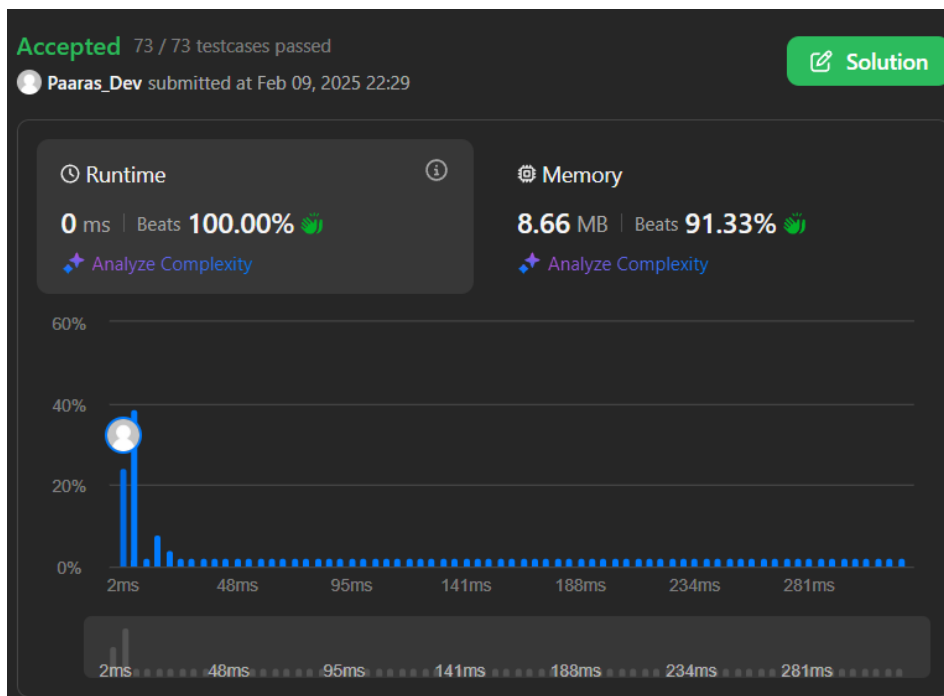 Accepted 73 / 73 testcases passed
Solution
Paaras_Dev submitted at Feb 09, 2025 22:29
Runtime
0 ms | Beats 100.00%
Analyze Complexity
Memory
8.66 MB | Beats 91.33%
Analyze Complexity
60%
40%
20%
0%
2ms 48ms 95ms 141ms 188ms 234ms 281ms
2ms 48ms 95ms 141ms 188ms 234ms 281ms